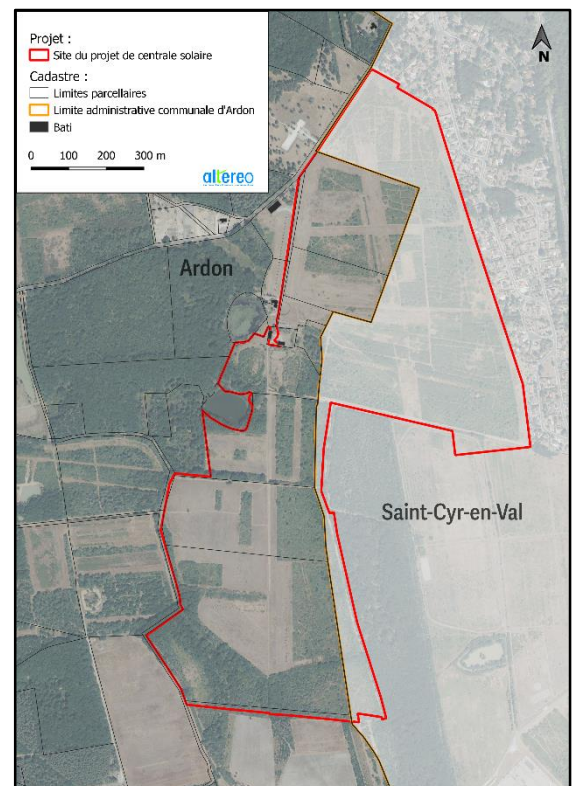 Projet :
Site du projet de centrale solaire
Cadastre :
Limites parcellaires
Limite administrative communale d'Ardon
Bati
0 100 200 300 m
altereo
N
Ardon
Saint-Cyr-en-Val